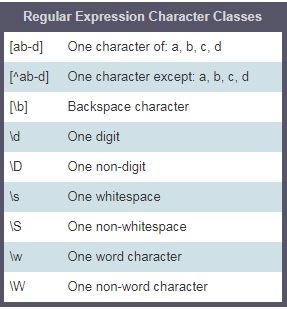 Regular Expression Character Classes
[ab-d] One character of: a, b, c, d
[^ab-d] One character except: a, b, c, d
[\b] Backspace character
\d One digit
\D One non-digit
\s One whitespace
\S One non-whitespace
\w One word character
\W One non-word character